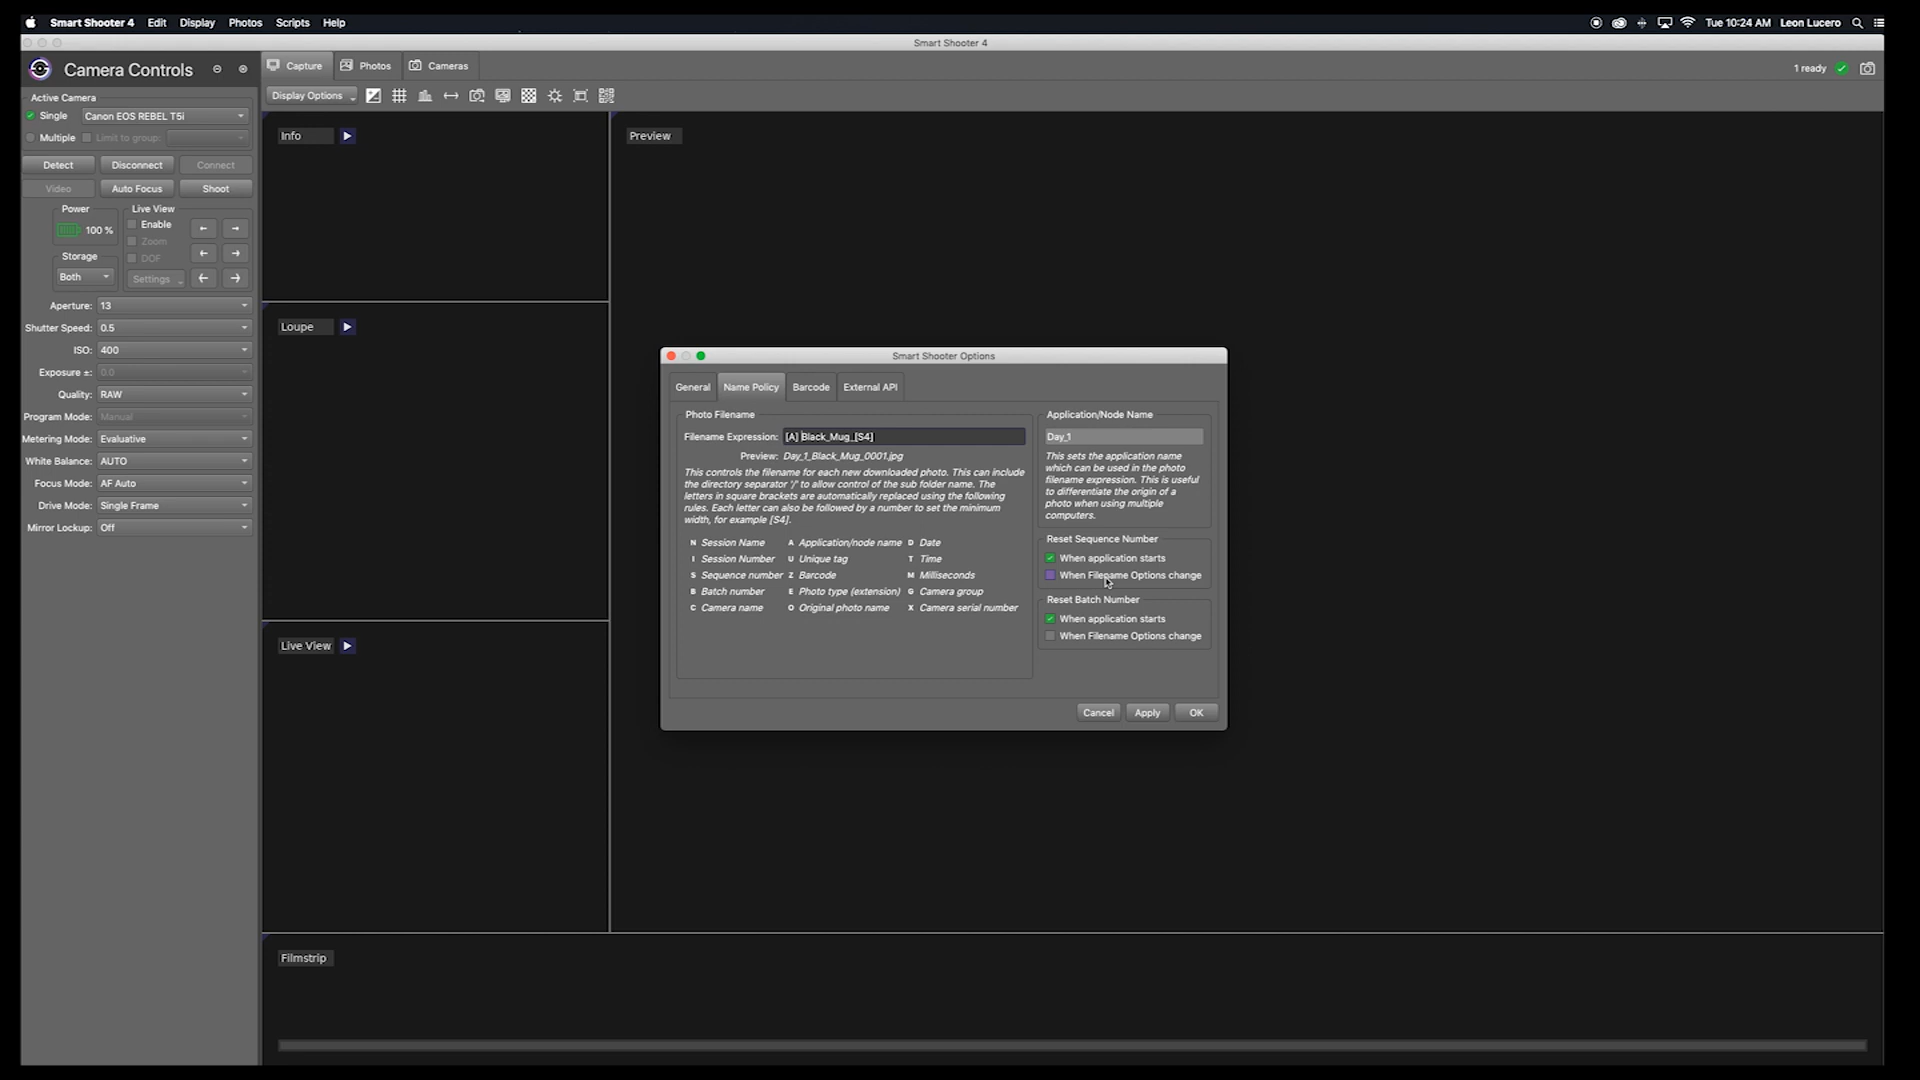 Smart Shooter 4 Edit Display Photos Scripts Help
Tue 10:24 AM Leon Lucero
Smart Shooter 4
Camera Controls
Capture Photos Cameras
1 ready
Display Options
Active Camera
Single Canon EOS REBEL T5i
Multiple Limit to group:
Detect Disconnect Connect
Video Auto Focus Shoot
Power Live View
100 % Enable
Zoom
Storage DOF
Both Settings
Aperture: 13
Shutter Speed: 0.5
ISO: 400
Exposure ±: 0.0
Quality: RAW
Program Mode: Manual
Metering Mode: Evaluative
White Balance: AUTO
Focus Mode: AF Auto
Drive Mode: Single Frame
Mirror Lockup: Off
Info
Preview
Loupe
Live View
Filmstrip
Smart Shooter Options
General Name Policy Barcode External API
Photo Filename
Filename Expression: [A] Black_Mug_[S4]
Preview: Day_1_Black_Mug_0001.jpg
This controls the filename for each new downloaded photo. This can include
the directory separator '/' to allow control of the sub folder name. The
letters in square brackets are automatically replaced using the following
rules. Each letter can also be followed by a number to set the minimum
width, for example [S4].
N Session Name A Application/node name D Date
I Session Number U Unique tag T Time
S Sequence number Z Barcode M Milliseconds
B Batch number E Photo type (extension) G Camera group
C Camera name O Original photo name X Camera serial number
Application/Node Name
Day_1
This sets the application name
which can be used in the photo
filename expression. This is useful
to differentiate the origin of a
photo when using multiple
computers.
Reset Sequence Number
When application starts
When Filename Options change
Reset Batch Number
When application starts
When Filename Options change
Cancel Apply OK